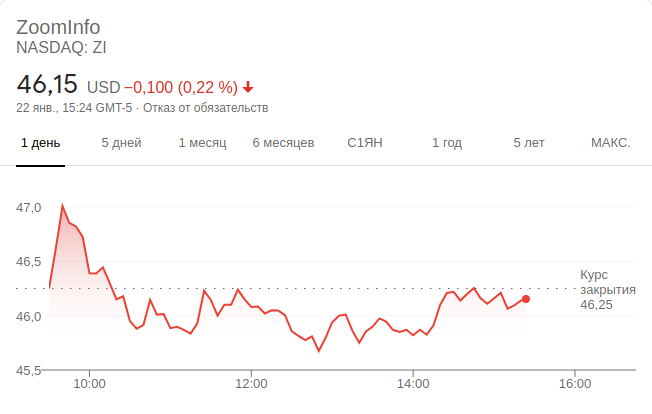 ZoomInfo
NASDAQ: ZI
46,15 USD −0,100 (0,22 %)
22 янв., 15:24 GMT-5 · Отказ от обязательств
1 день 5 дней 1 месяц 6 месяцев С1ЯН 1 год 5 лет МАКС.
47,0
46,5
Курс
закрытия
46,25
46,0
45,5
10:00 12:00 14:00 16:00